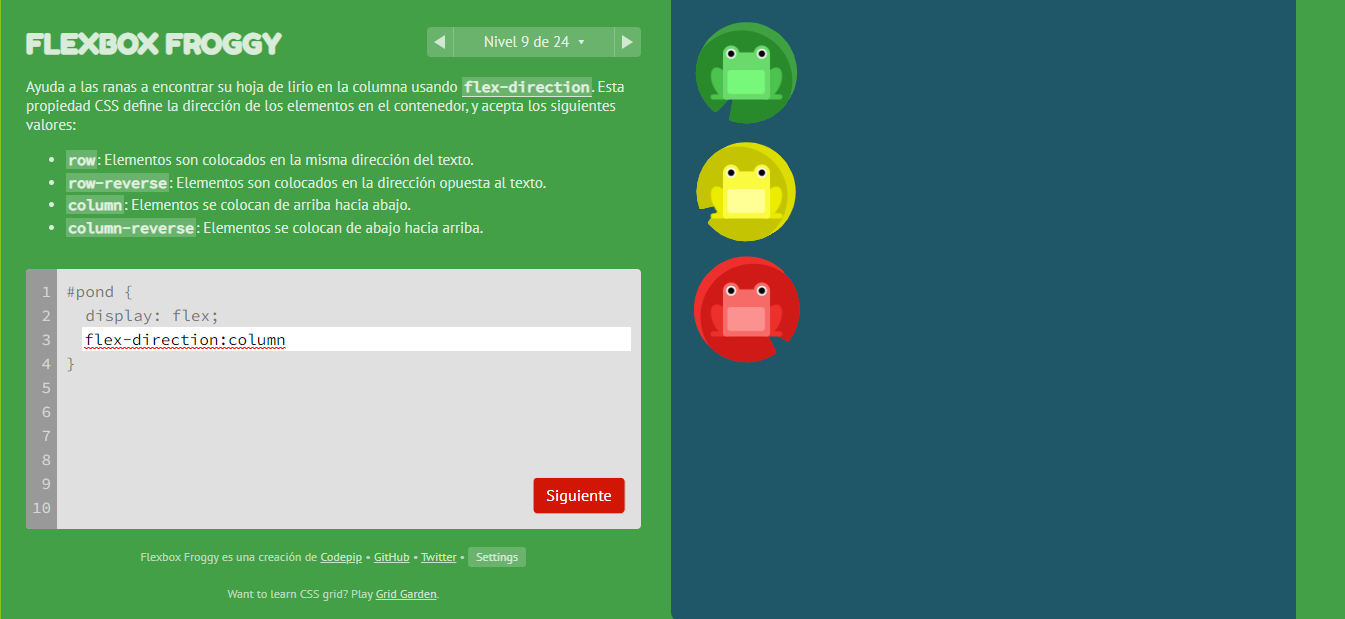 FLEXBOX FROGGY
Nivel 9 de 24
Ayuda a las ranas a encontrar su hoja de lirio en la columna usando flex-direction. Esta
propiedad CSS define la dirección de los elementos en el contenedor, y acepta los siguientes
valores:
• row: Elementos son colocados en la misma dirección del texto.
• row-reverse: Elementos son colocados en la dirección opuesta al texto.
• column: Elementos se colocan de arriba hacia abajo.
• column-reverse: Elementos se colocan de abajo hacia arriba.
1 #pond {
2 display: flex;
3 flex-direction:column
4 }
5
6
7
8
9
10
Siguiente
Flexbox Froggy es una creación de Codepip • GitHub • Twitter • Settings
Want to learn CSS grid? Play Grid Garden.